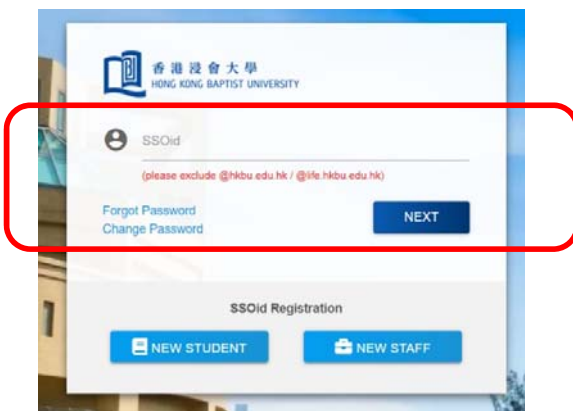 香港浸會大學
HONG KONG BAPTIST UNIVERSITY
SSOid
(please exclude @hkbu.edu.hk / @life.hkbu.edu.hk)
Forgot Password
Change Password
NEXT
SSOid Registration
NEW STUDENT
NEW STAFF